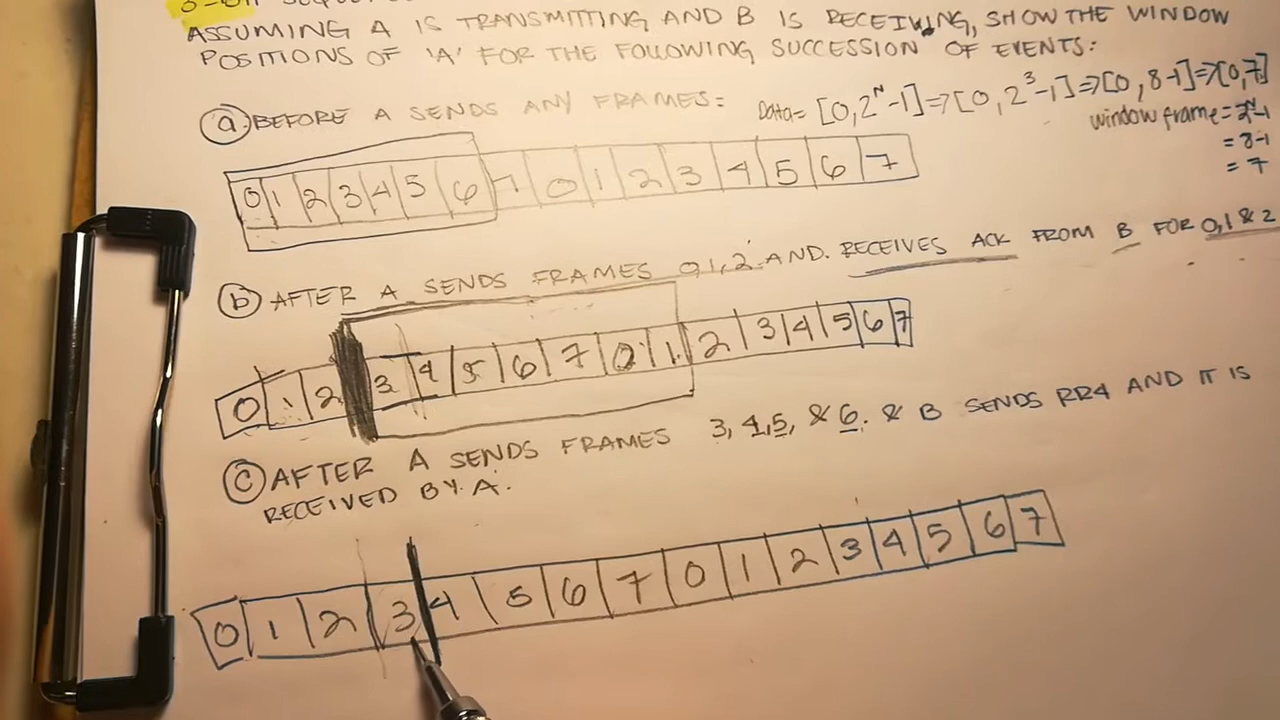 ASSUMING A IS TRANSMITTING AND B IS RECEIVING, SHOW THE WINDOW
POSITIONS OF 'A' FOR THE FOLLOWING SUCCESSION OF EVENTS:
(a) BEFORE A SENDS ANY FRAMES: Data= [0, 2^N -1] => [0, 2^3 -1] => [0, 8-1] => [0, 7]
window frame = 2^N-1
= 8-1
= 7
0 1 2 3 4 5 6 7 0 1 2 3 4 5 6 7
(b) AFTER A SENDS FRAMES 0,1,2 AND. RECEIVES ACK FROM B FOR 0,1 & 2
0 1 2 3 4 5 6 7 0 1 2 3 4 5 6 7
(c) AFTER A SENDS FRAMES 3, 4,5, & 6. & B SENDS RR4 AND IT IS
RECEIVED BY A.
0 1 2 3 4 5 6 7 0 1 2 3 4 5 6 7